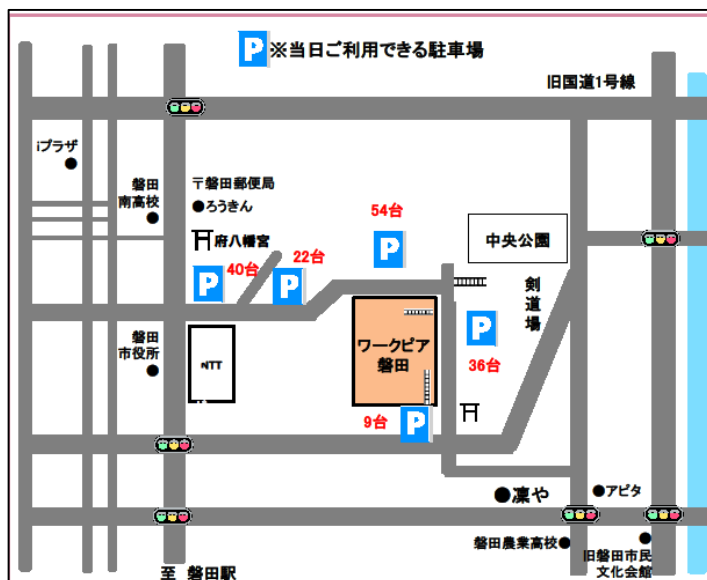 P ※当日ご利用できる駐車場
旧国道1号線
iプラザ
磐田
南高校
〒磐田郵便局
●ろうきん
府八幡宮
54台
中央公園
22台
40台
P
P
P
剣道場
P
36台
磐田
市役所
NTT
ワークピア
磐田
9台
P
●凛や
●アピタ
磐田農業高校●
旧磐田市民
文化会館
至 磐田駅